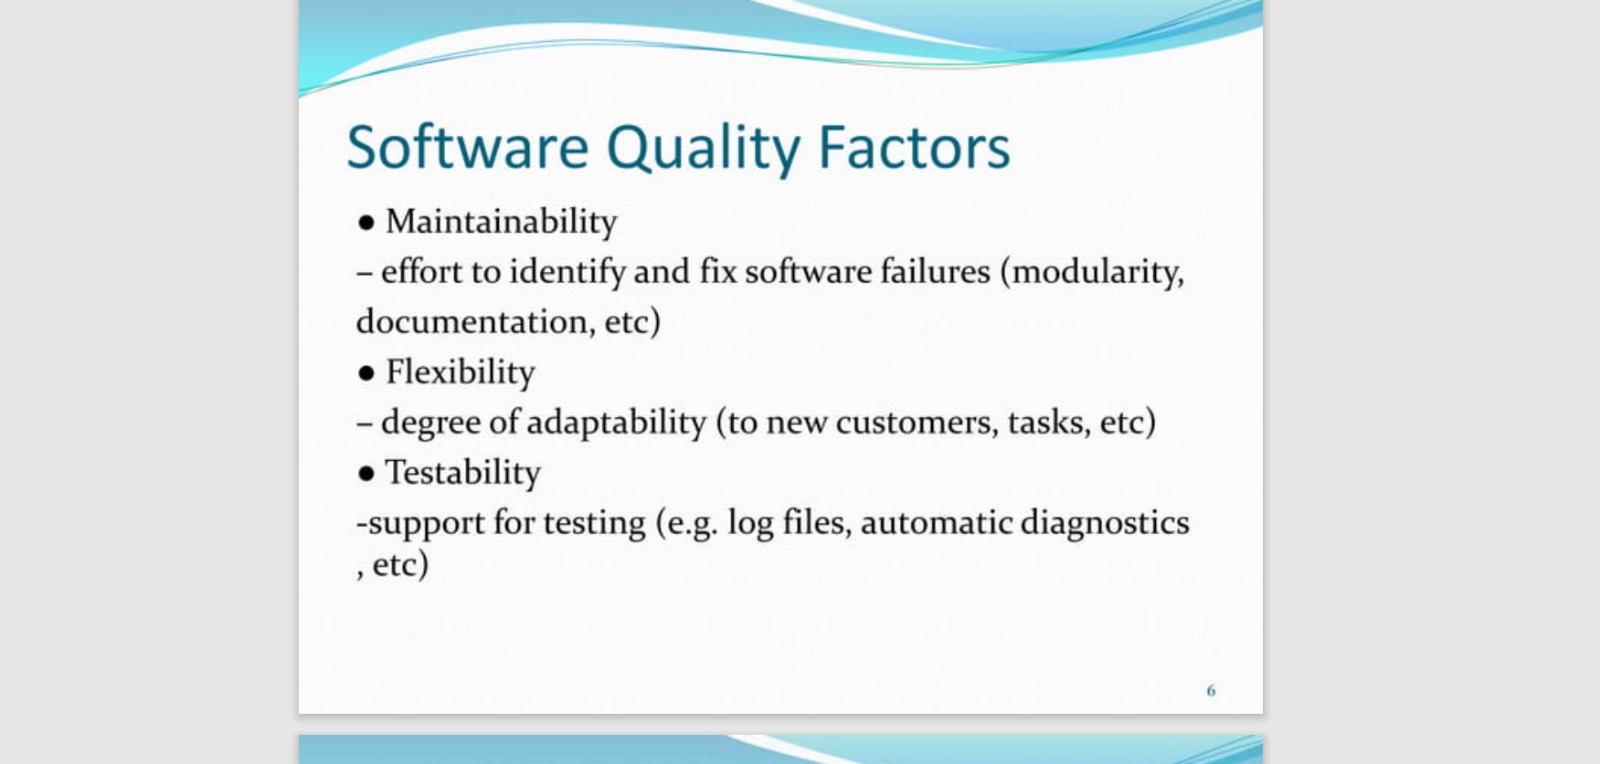 Software Quality Factors
● Maintainability
– effort to identify and fix software failures (modularity,
documentation, etc)
● Flexibility
– degree of adaptability (to new customers, tasks, etc)
● Testability
-support for testing (e.g. log files, automatic diagnostics
, etc)
6